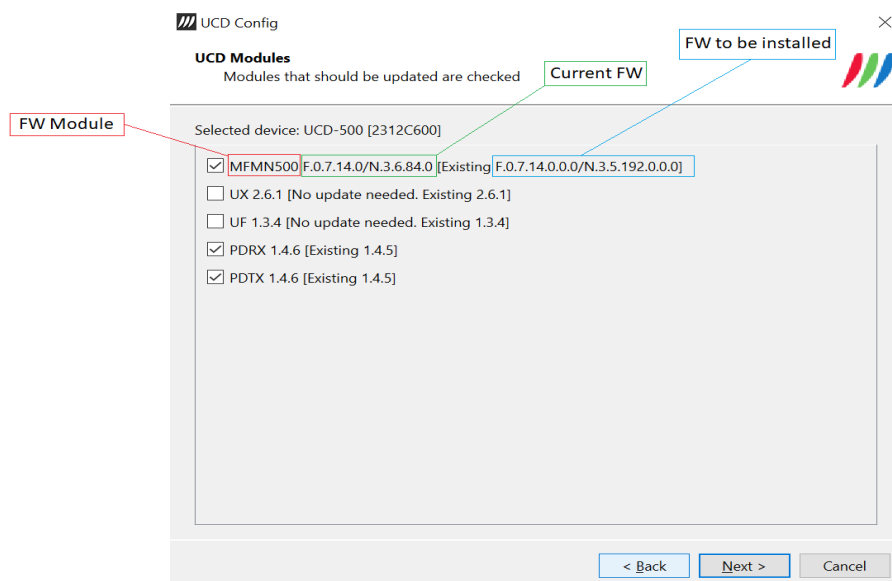 UCD Config
FW to be installed
UCD Modules
Modules that should be updated are checked
Current FW
FW Module
Selected device: UCD-500 [2312C600]
MFMN500 F.0.7.14.0/N.3.6.84.0 [Existing F.0.7.14.0.0.0/N.3.5.192.0.0.0]
UX 2.6.1 [No update needed. Existing 2.6.1]
UF 1.3.4 [No update needed. Existing 1.3.4]
PDRX 1.4.6 [Existing 1.4.5]
PDTX 1.4.6 [Existing 1.4.5]
< Back
Next >
Cancel